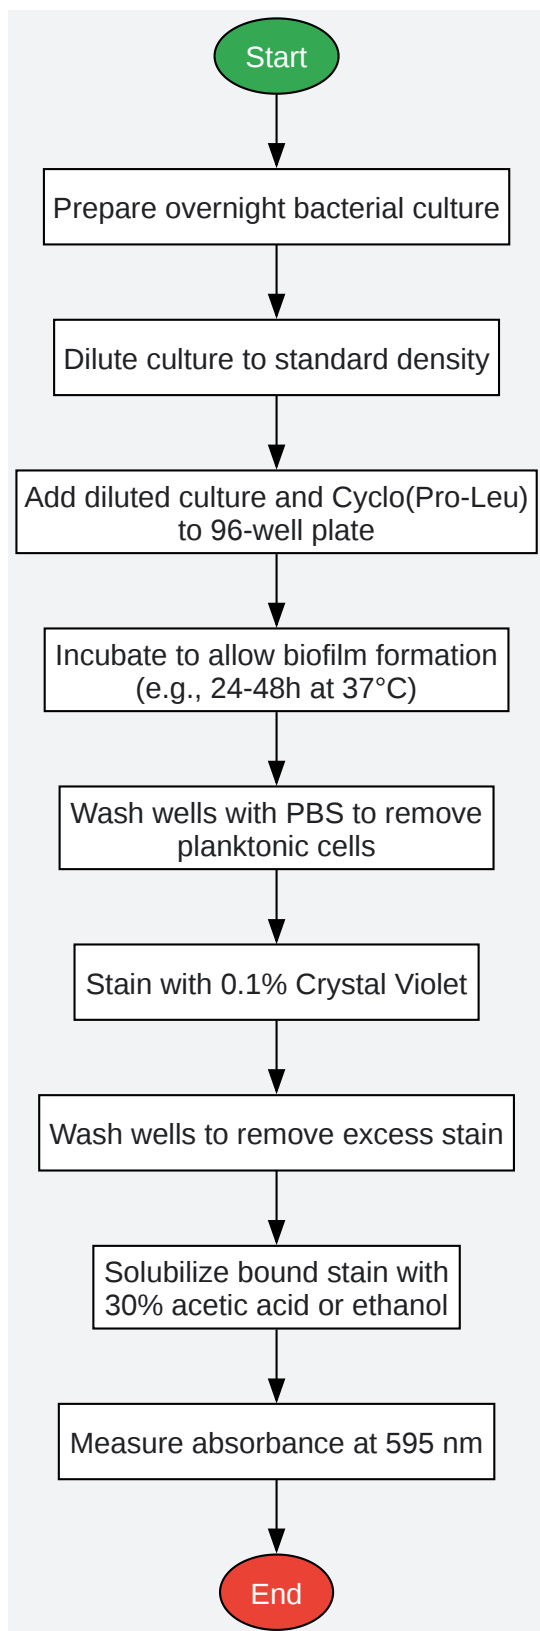 Start
Prepare overnight bacterial culture
Dilute culture to standard density
Add diluted culture and Cyclo(Pro-Leu)
to 96-well plate
Incubate to allow biofilm formation
(e.g., 24-48h at 37°C)
Wash wells with PBS to remove
planktonic cells
Stain with 0.1% Crystal Violet
Wash wells to remove excess stain
Solubilize bound stain with
30% acetic acid or ethanol
Measure absorbance at 595 nm
End